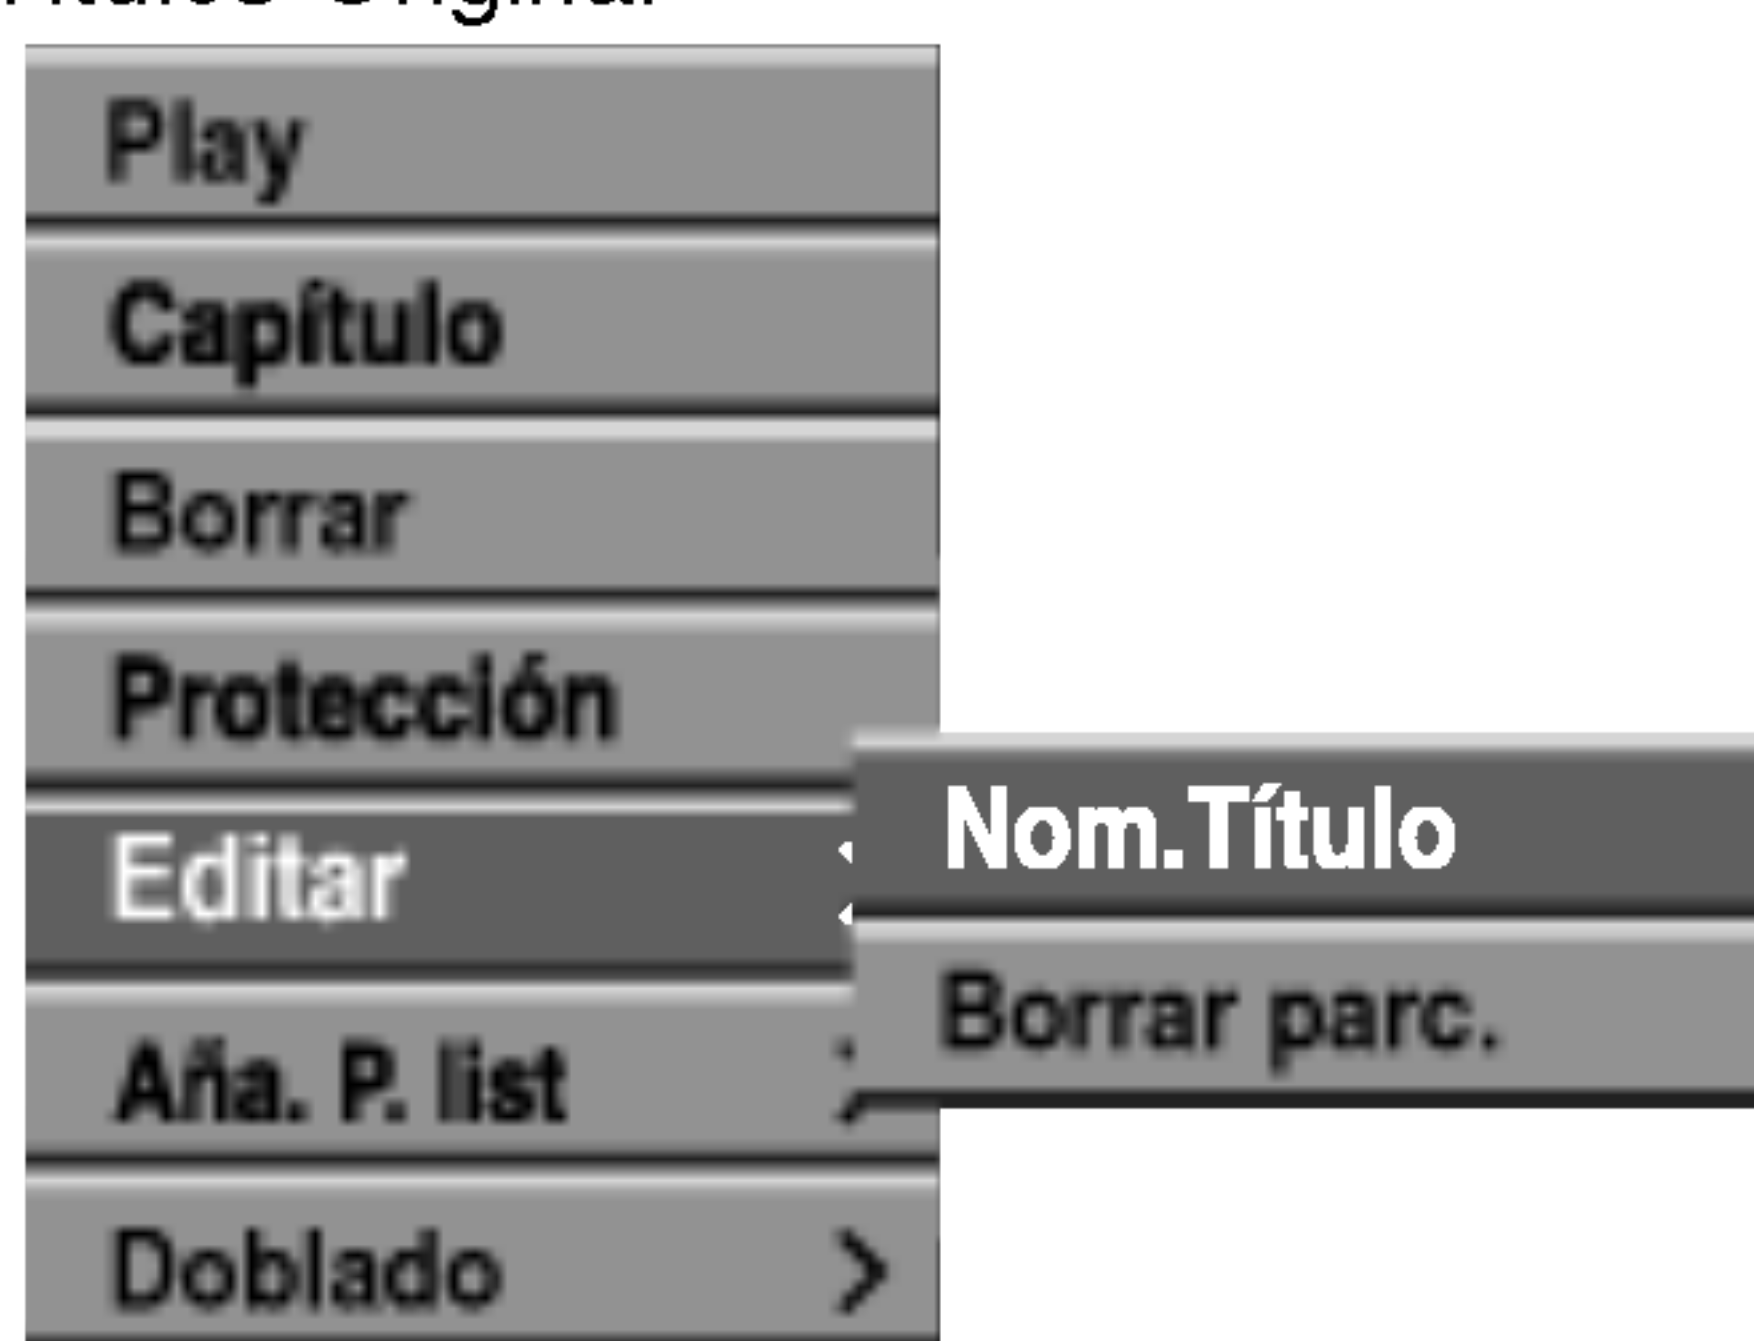 Play
Capítulo
Borrar
Protección
Editar
Nom.Título
Borrar parc.
Aña. P. list
Doblado